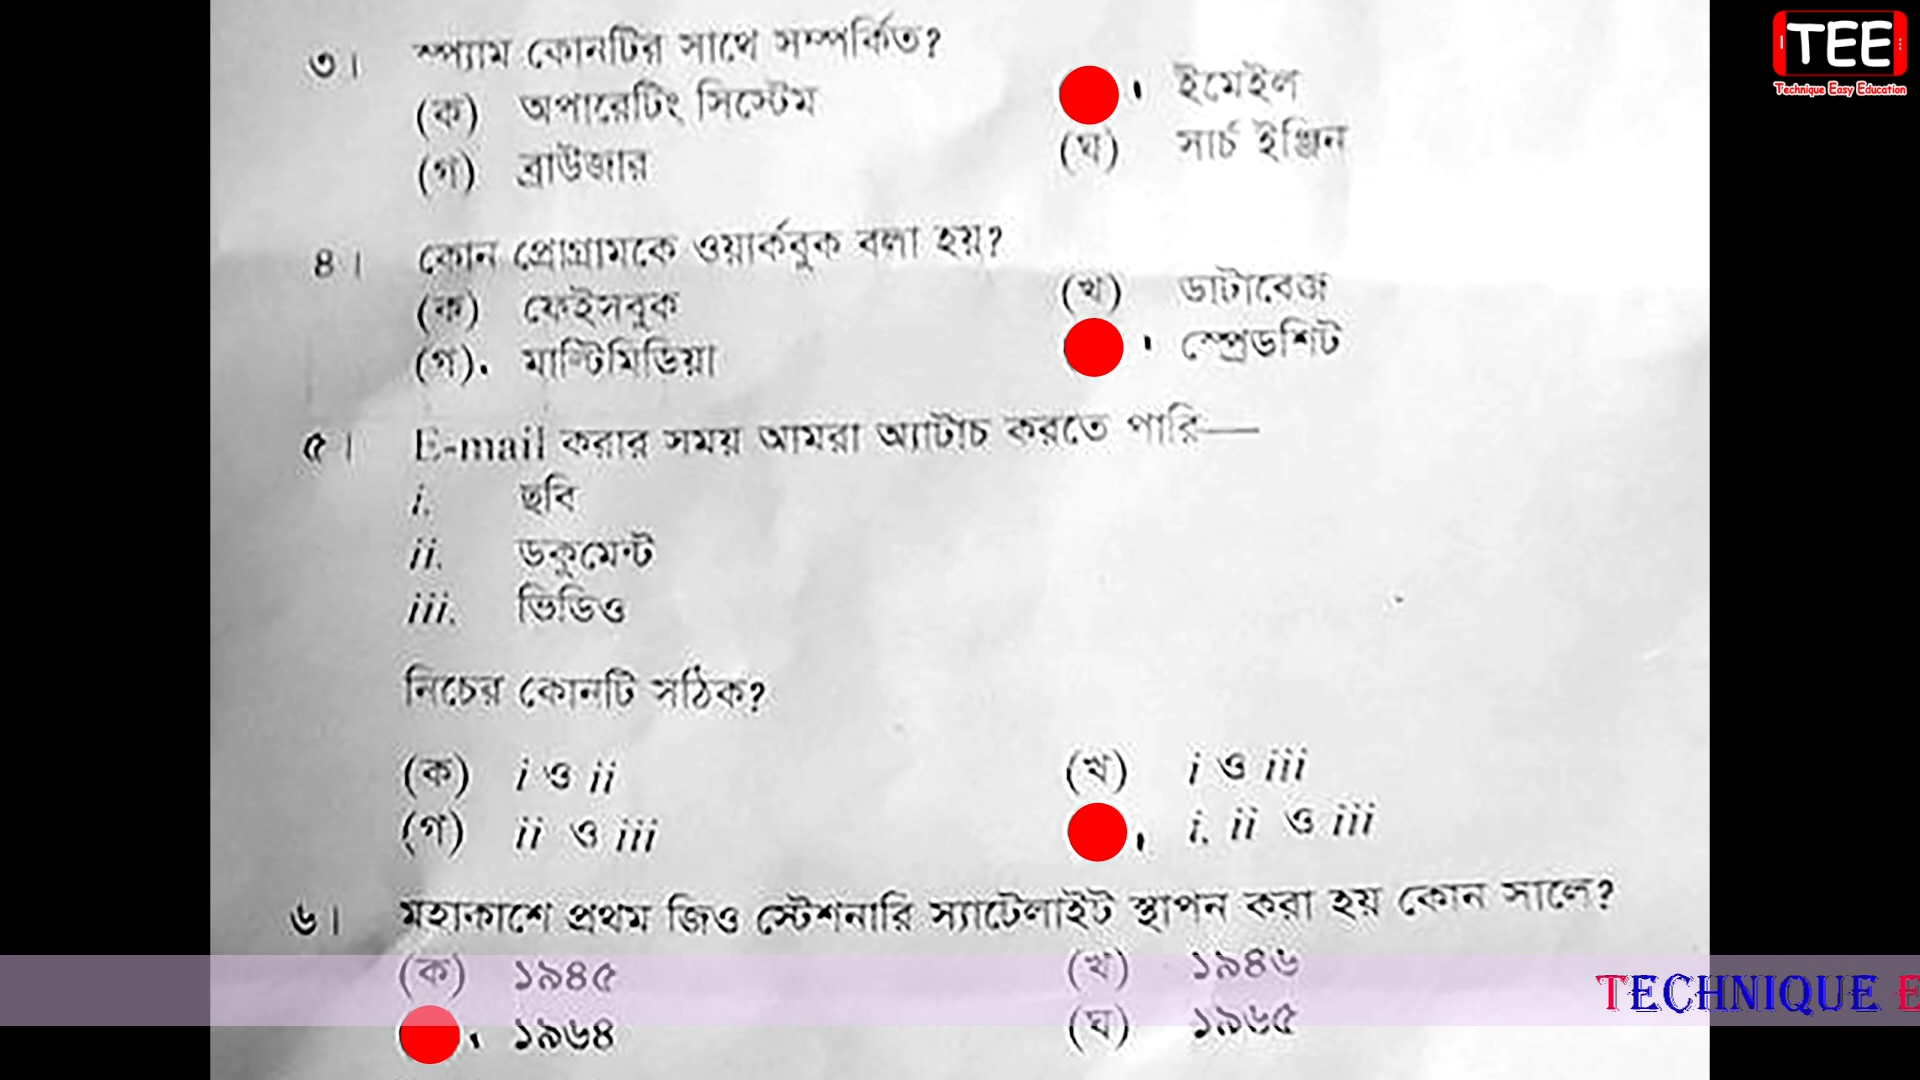 TEE
Technique Easy Education
৩। স্প্যাম কোনটির সাথে সম্পর্কিত?
(ক) অপারেটিং সিস্টেম ইমেইল
(গ) ব্রাউজার (ঘ) সার্চ ইঞ্জিন
৪। কোন প্রোগ্রামকে ওয়ার্কবুক বলা হয়?
(ক) ফেইসবুক (খ) ডাটাবেজ
(গ) মাল্টিমিডিয়া স্প্রেডশিট
৫। E-mail করার সময় আমরা অ্যাটাচ করতে পারি—
i. ছবি
ii. ডকুমেন্ট
iii. ভিডিও
নিচের কোনটি সঠিক?
(ক) i ও ii (খ) i ও iii
(গ) ii ও iii i, ii ও iii
৬। মহাকাশে প্রথম জিও স্টেশনারি স্যাটেলাইট স্থাপন করা হয় কোন সালে?
(ক) ১৯৪৫ (খ) ১৯৪৬
১৯৬৪ (ঘ) ১৯৬৫
TECHNIQUE E